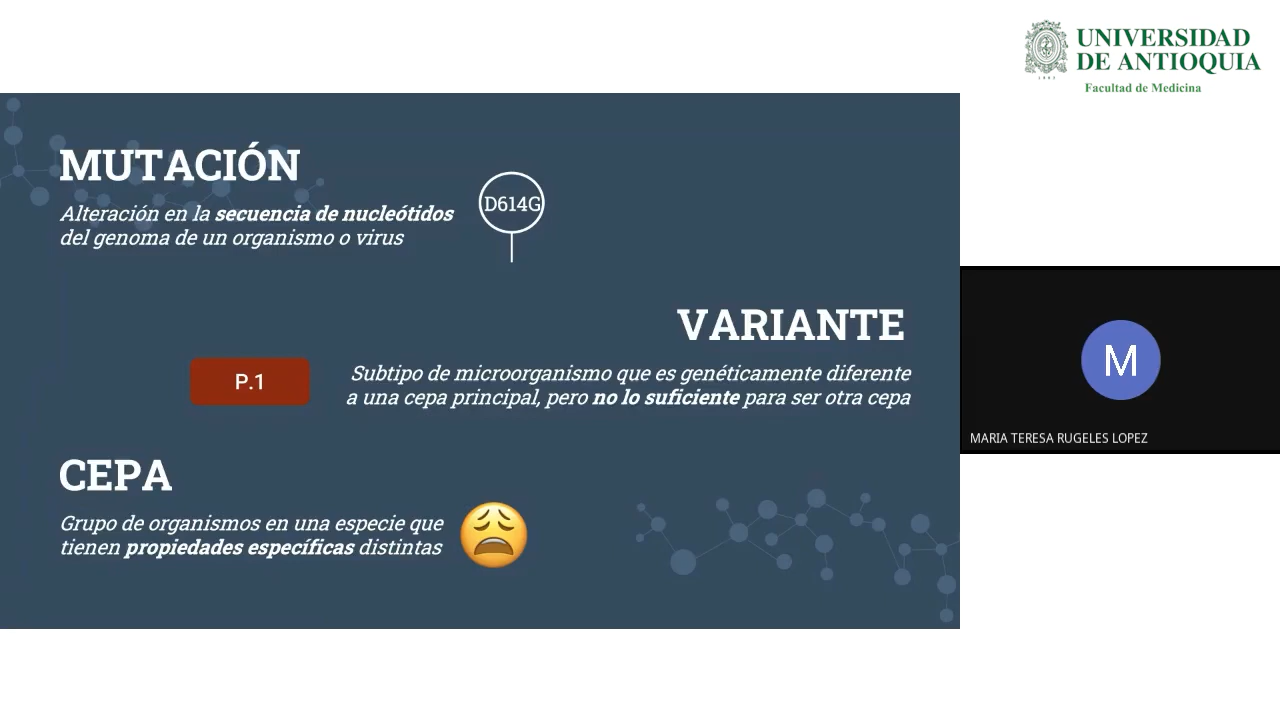 UNIVERSIDAD
DE ANTIOQUIA
1803
Facultad de Medicina
MUTACIÓN
Alteración en la secuencia de nucleótidos
del genoma de un organismo o virus
D614G
VARIANTE
P.1
Subtipo de microorganismo que es genéticamente diferente
a una cepa principal, pero no lo suficiente para ser otra cepa
CEPA
Grupo de organismos en una especie que
tienen propiedades específicas distintas
M
MARIA TERESA RUGELES LOPEZ